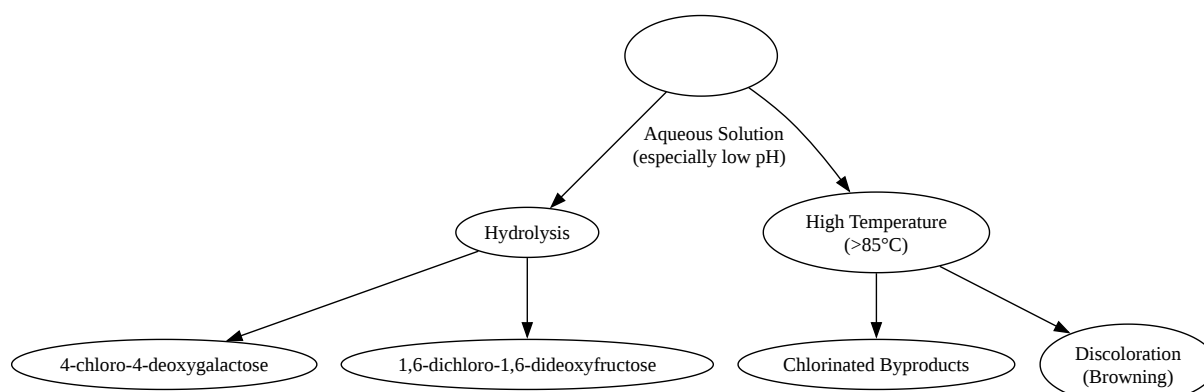 Aqueous Solution
(especially low pH)
Hydrolysis
High Temperature
(>85°C)
4-chloro-4-deoxygalactose
1,6-dichloro-1,6-dideoxyfructose
Chlorinated Byproducts
Discoloration
(Browning)